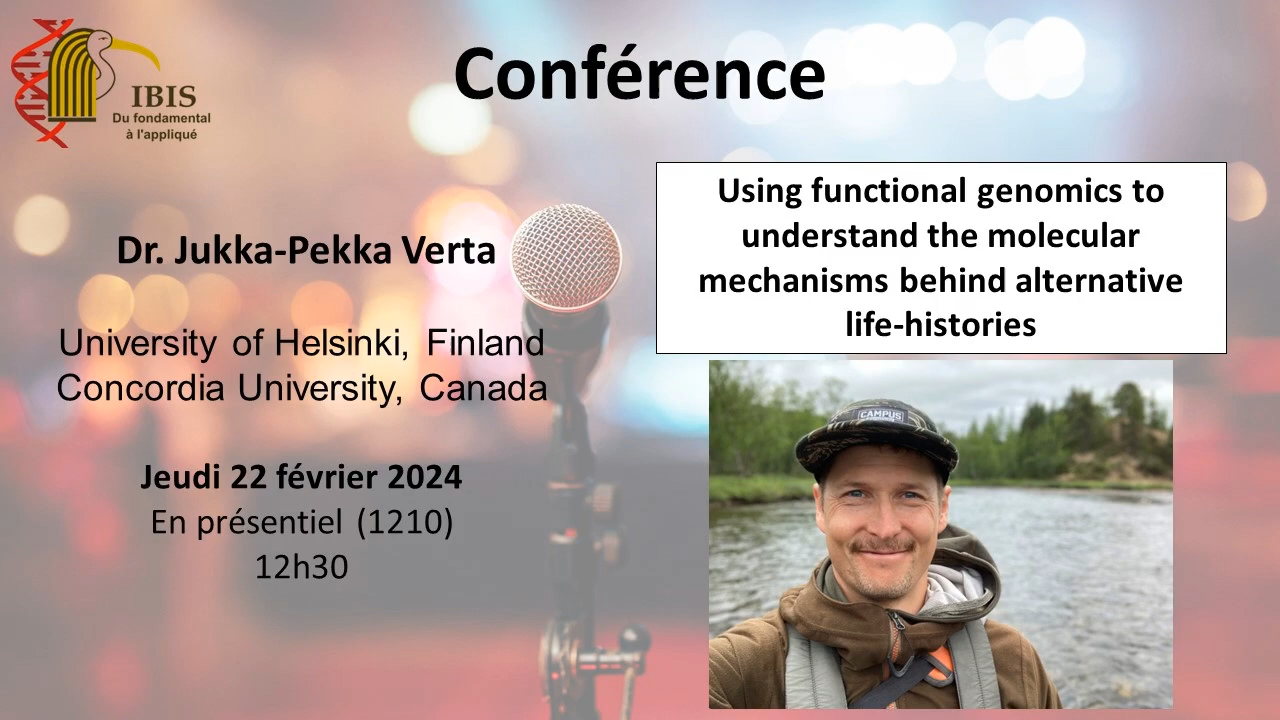 IBIS
Du fondamental
à l'appliqué
Conférence
Dr. Jukka-Pekka Verta
University of Helsinki, Finland
Concordia University, Canada
Jeudi 22 février 2024
En présentiel (1210)
12h30
Using functional genomics to
understand the molecular
mechanisms behind alternative
life-histories
CAMPUS